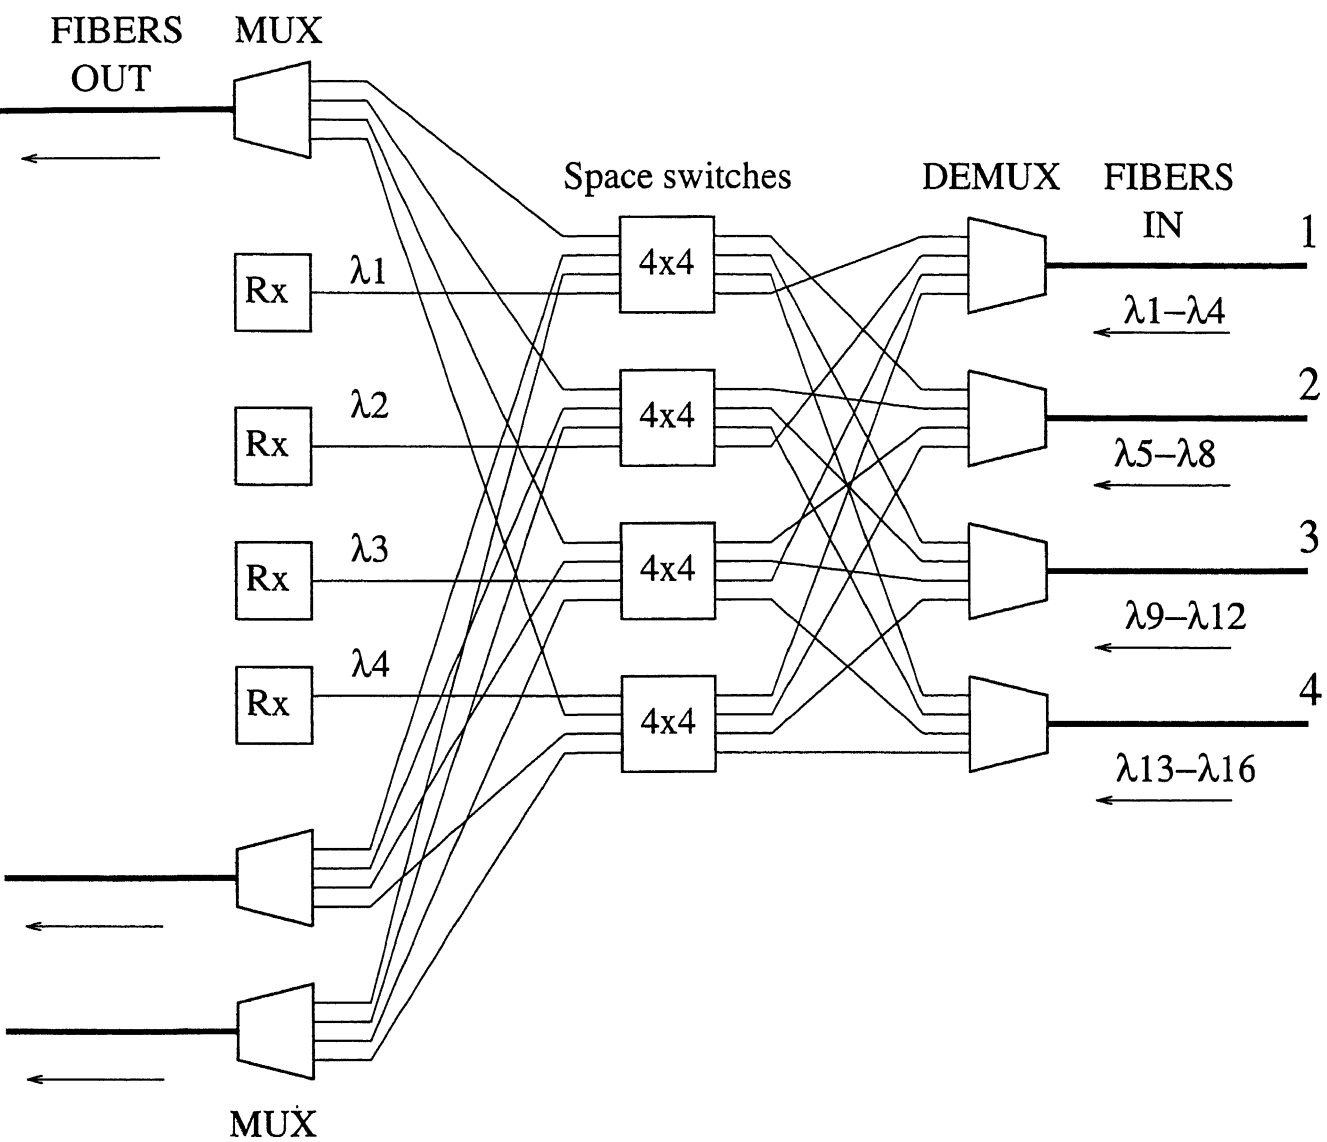 FIBERS
OUT
MUX
Space switches
DEMUX
FIBERS
IN
1
4x4
λ1
Rx
λ1–λ4
2
4x4
λ2
Rx
λ5–λ8
3
4x4
λ3
Rx
λ9–λ12
4
4x4
λ4
Rx
λ13–λ16
MUX